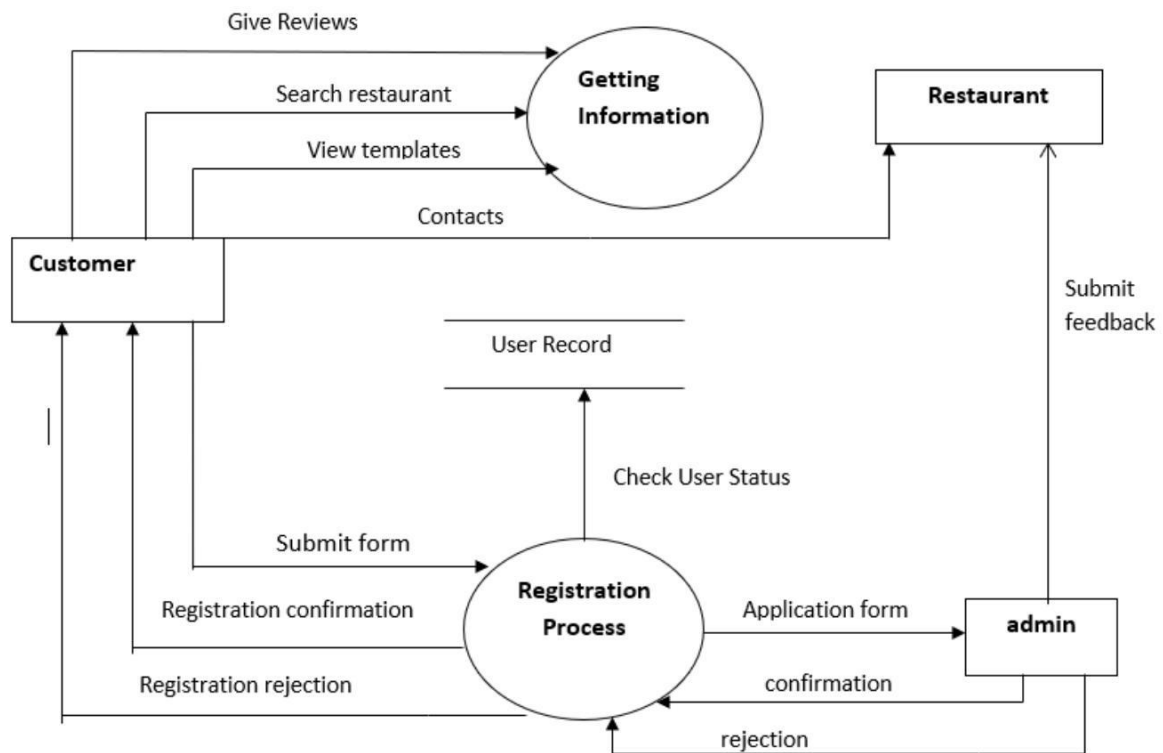 Give Reviews
Getting
Information
Search restaurant
Restaurant
View templates
Contacts
Customer
Submit
feedback
User Record
Check User Status
Submit form
Registration
Process
Registration confirmation
Application form
admin
Registration rejection
confirmation
rejection